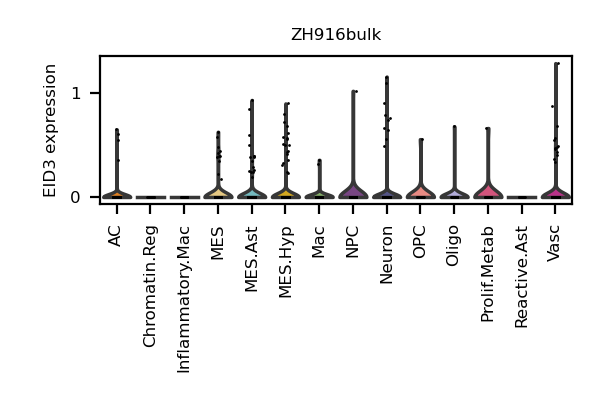 ZH916bulk
EID3 expression
1
0
AC
Chromatin.Reg
Inflammatory.Mac
MES
MES.Ast
MES.Hyp
Mac
NPC
Neuron
OPC
Oligo
Prolif.Metab
Reactive.Ast
Vasc